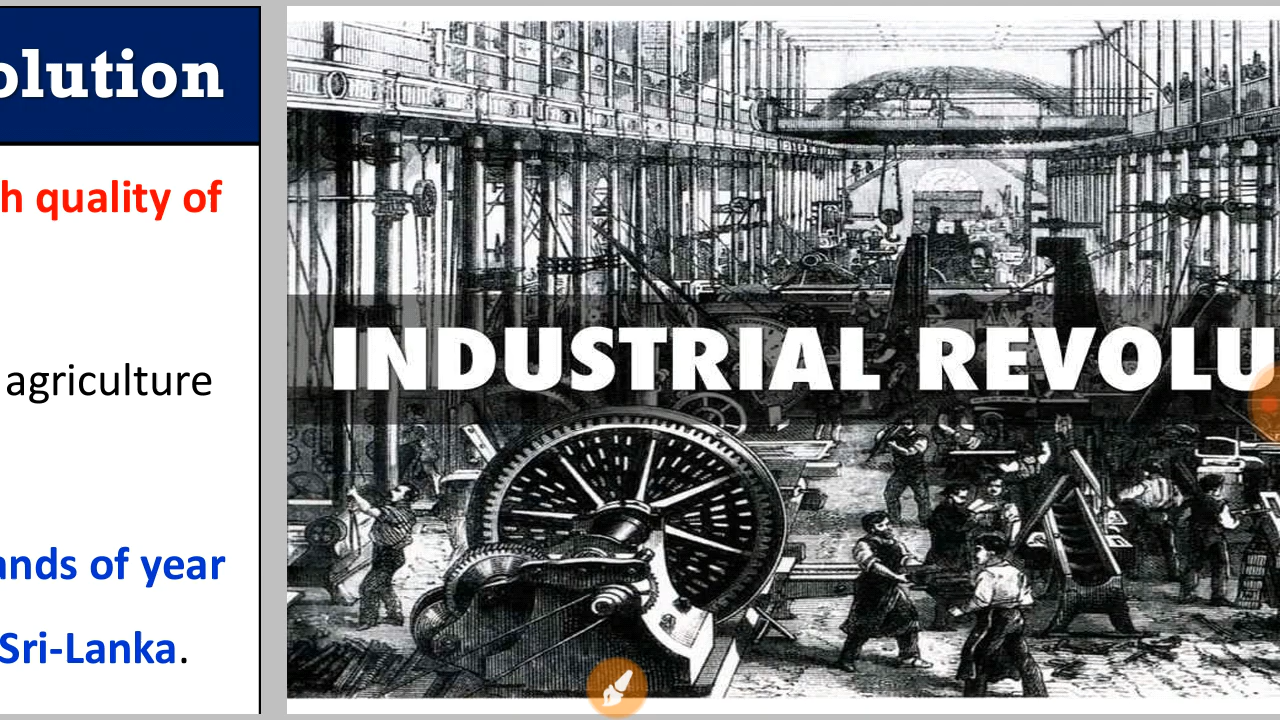 olution
h quality of
agriculture
ands of year
Sri-Lanka.
INDUSTRIAL REVOLU